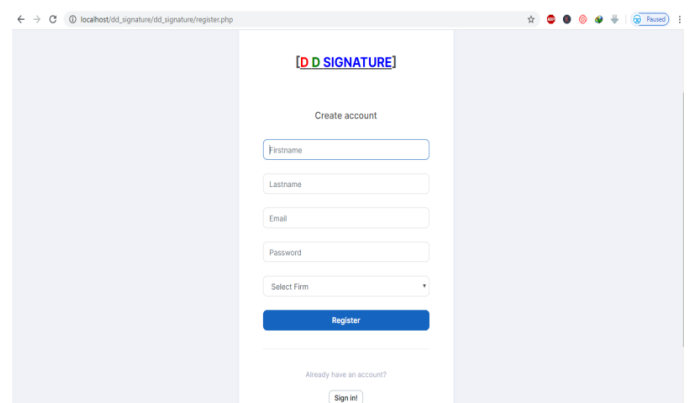 localhost/dd_signature/dd_signature/register.php
Paused
[D D SIGNATURE]
Create account
Firstname
Lastname
Email
Password
Select Firm
Register
Already have an account?
Sign in!